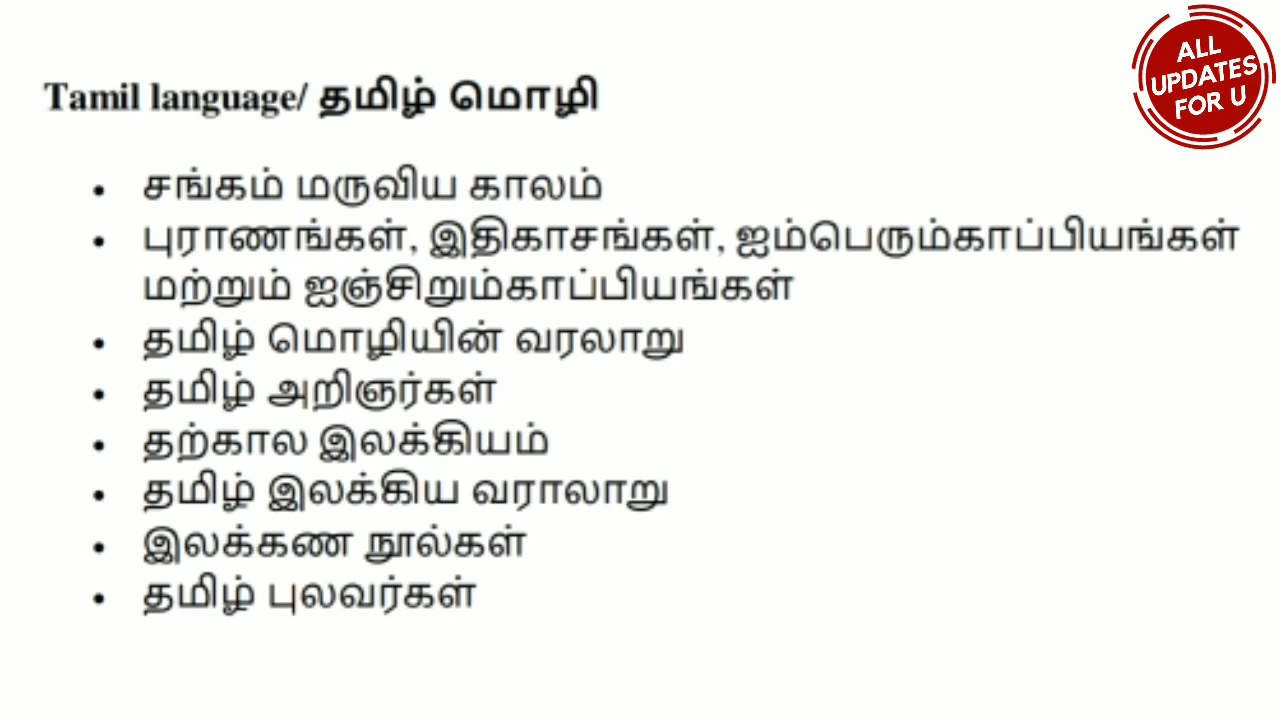 Tamil language/ தமிழ் மொழி
ALL
UPDATES
FOR U
• சங்கம் மருவிய காலம்
• புராணங்கள், இதிகாசங்கள், ஐம்பெரும்காப்பியங்கள்
மற்றும் ஐஞ்சிறும்காப்பியங்கள்
• தமிழ் மொழியின் வரலாறு
• தமிழ் அறிஞர்கள்
• தற்கால இலக்கியம்
• தமிழ் இலக்கிய வராலாறு
• இலக்கண நூல்கள்
• தமிழ் புலவர்கள்